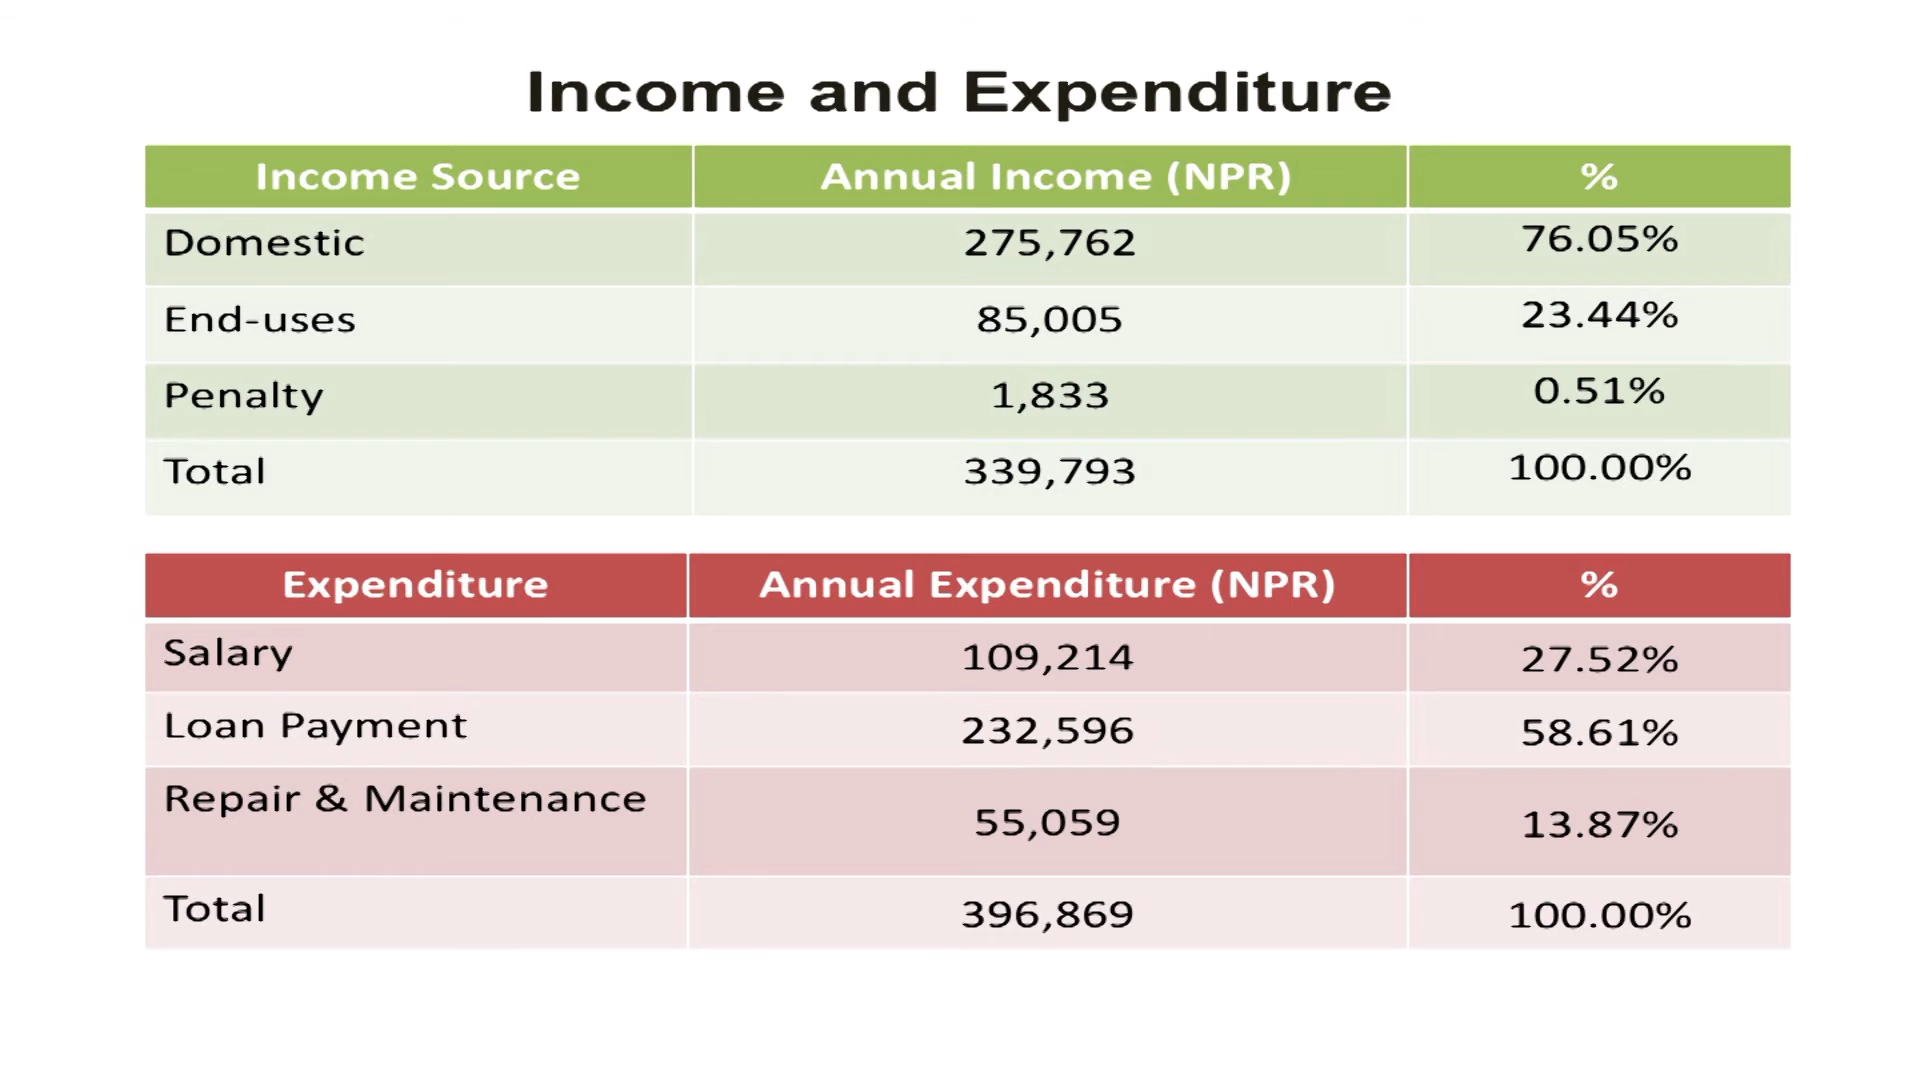 Income and Expenditure
Income Source Annual Income (NPR) %
Domestic 275,762 76.05%
End-uses 85,005 23.44%
Penalty 1,833 0.51%
Total 339,793 100.00%
Expenditure Annual Expenditure (NPR) %
Salary 109,214 27.52%
Loan Payment 232,596 58.61%
Repair & Maintenance 55,059 13.87%
Total 396,869 100.00%